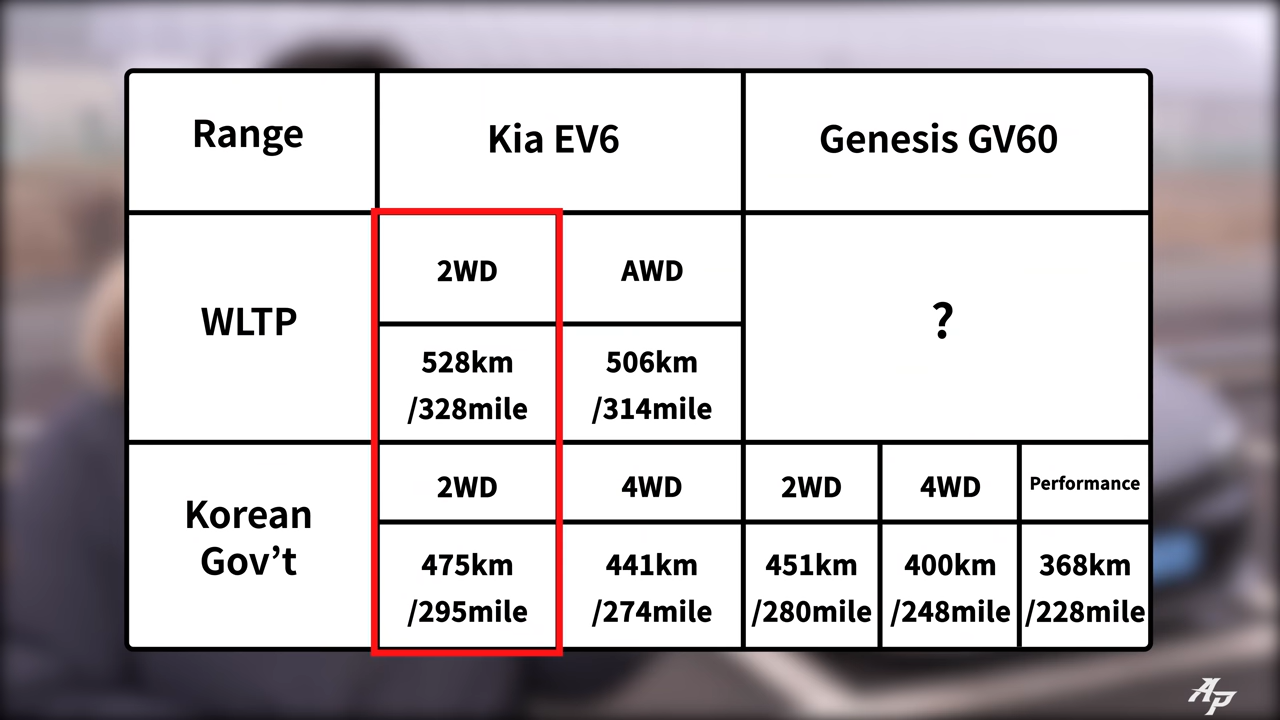 Range
Kia EV6
Genesis GV60
WLTP
2WD
AWD
?
528km
/328mile
506km
/314mile
Korean
Gov’t
2WD
4WD
2WD
4WD
Performance
475km
/295mile
441km
/274mile
451km
/280mile
400km
/248mile
368km
/228mile
AP